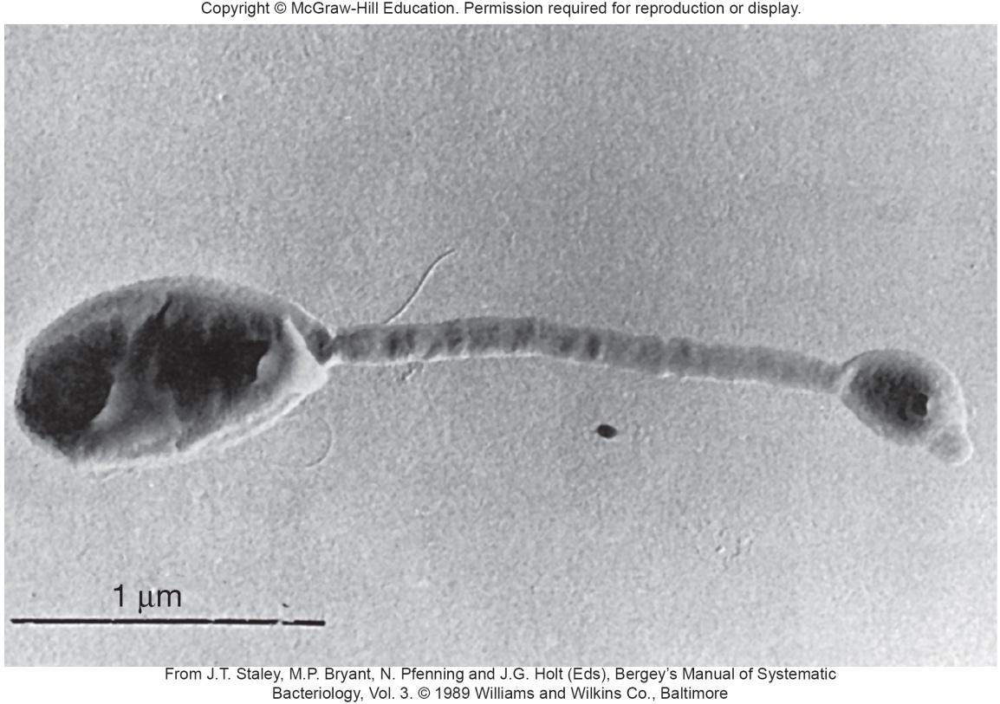 Copyright © McGraw-Hill Education. Permission required for reproduction or display.
1 μm
From J.T. Staley, M.P. Bryant, N. Pfenning and J.G. Holt (Eds), Bergey’s Manual of Systematic
Bacteriology, Vol. 3. © 1989 Williams and Wilkins Co., Baltimore